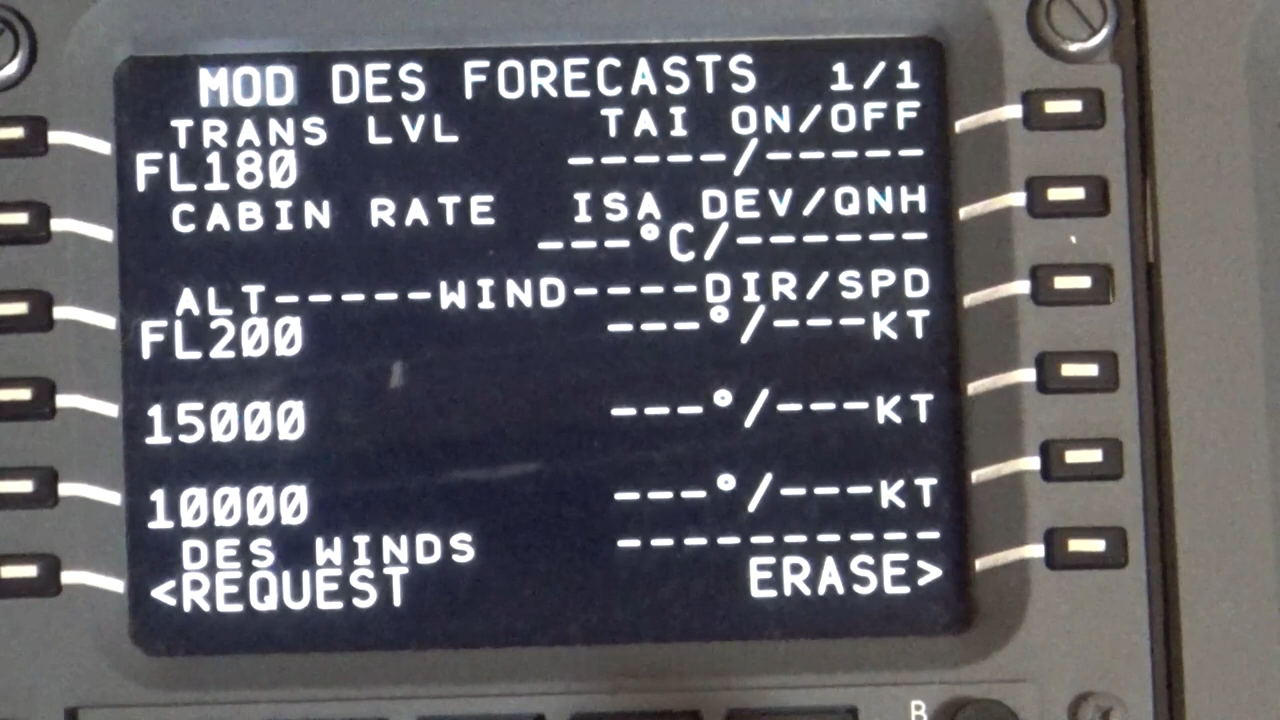 MOD DES FORECASTS 1/1
TRANS LVL TAI ON/OFF
FL180 -----/-----
CABIN RATE ISA DEV/QNH
---°C/------
ALT-----WIND----DIR/SPD
FL200 ---°/---KT
15000 ---°/---KT
10000 ---°/---KT
DES WINDS ----------
<REQUEST ERASE>
B